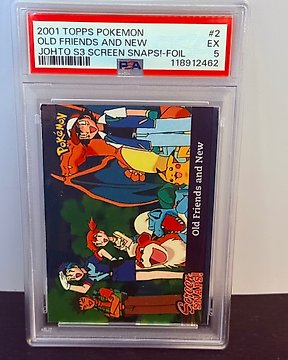 2001 TOPPS POKEMON #2
OLD FRIENDS AND NEW EX
JOHTO S3 SCREEN SNAPS!-FOIL 5
PSA 118912462
Pokémon
Old Friends and New
Screen Snaps!